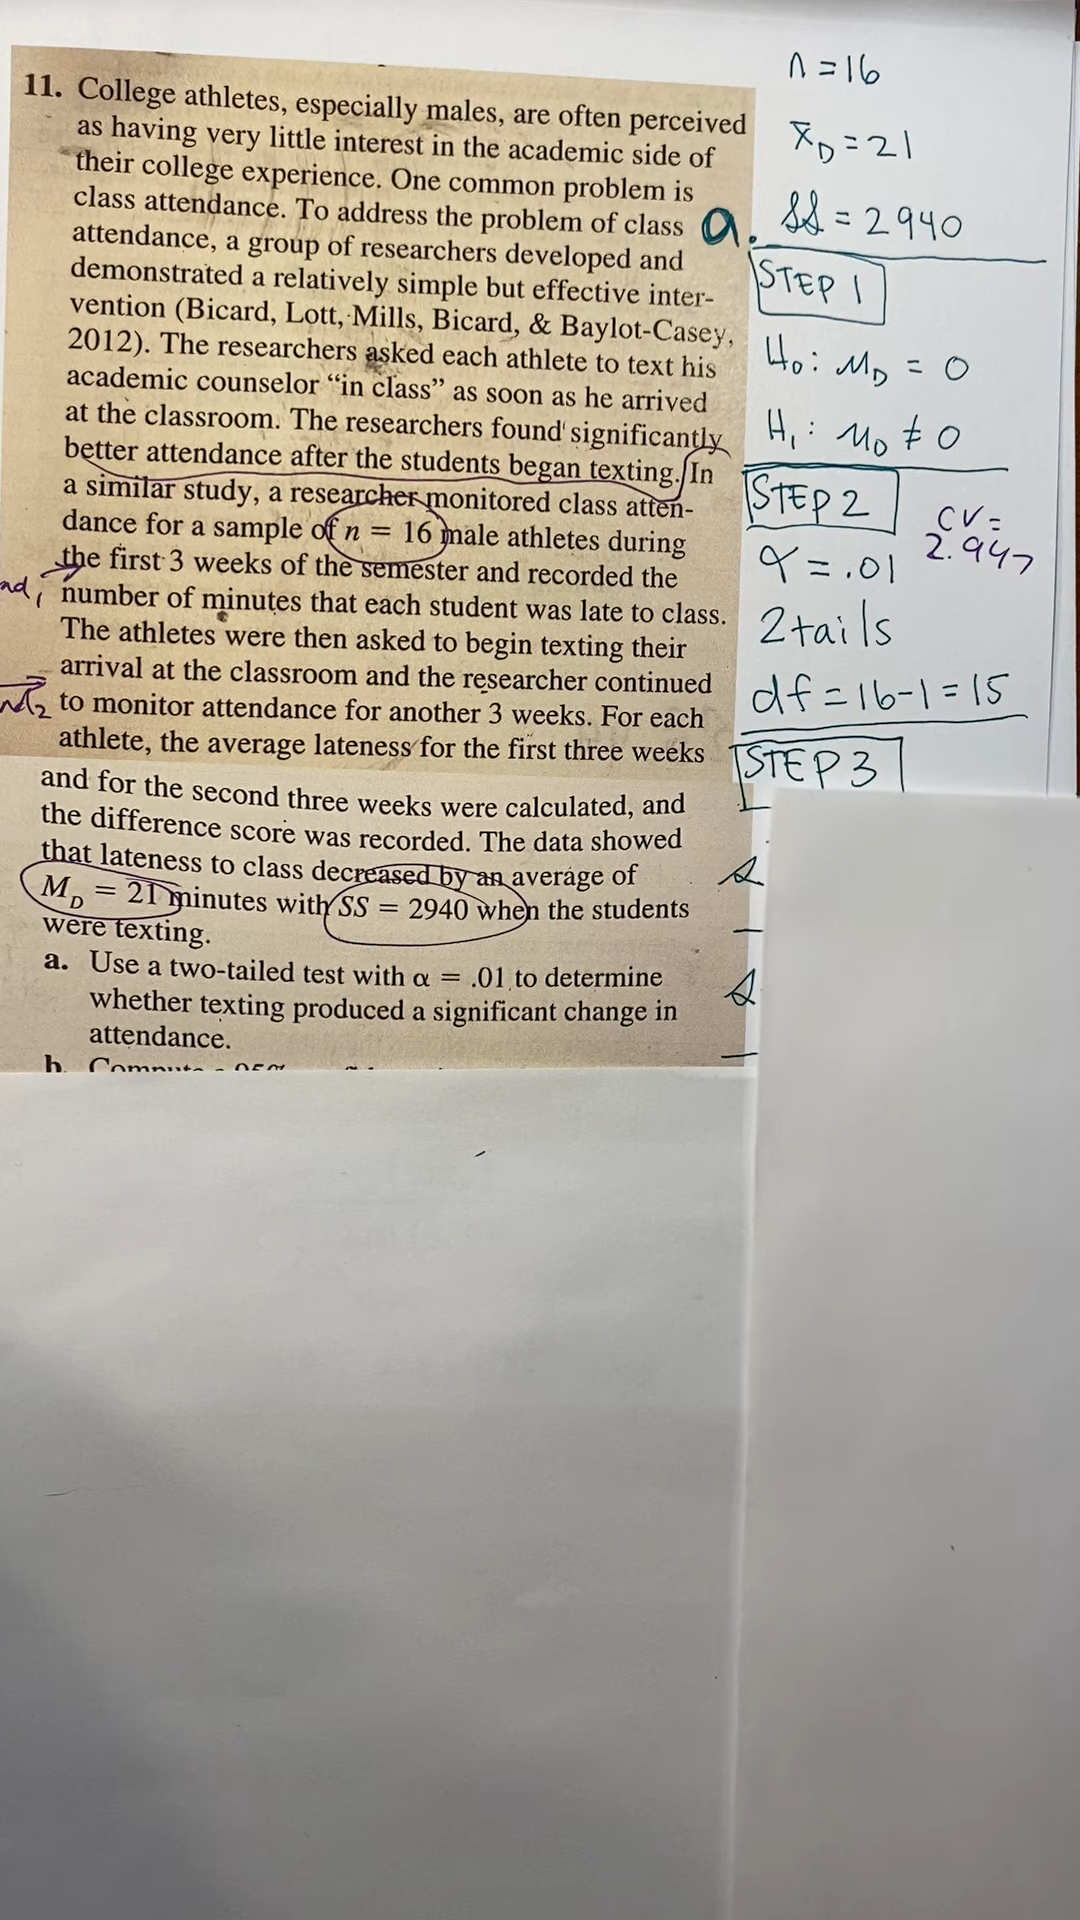 11. College athletes, especially males, are often perceived
as having very little interest in the academic side of
their college experience. One common problem is
class attendance. To address the problem of class
attendance, a group of researchers developed and
demonstrated a relatively simple but effective inter-
vention (Bicard, Lott, Mills, Bicard, & Baylot-Casey,
2012). The researchers asked each athlete to text his
academic counselor “in class” as soon as he arrived
at the classroom. The researchers found significantly
better attendance after the students began texting. In
a similar study, a researcher monitored class atten-
dance for a sample of n = 16 male athletes during
the first 3 weeks of the semester and recorded the
number of minutes that each student was late to class.
The athletes were then asked to begin texting their
arrival at the classroom and the researcher continued
to monitor attendance for another 3 weeks. For each
athlete, the average lateness for the first three weeks
and for the second three weeks were calculated, and
the difference score was recorded. The data showed
that lateness to class decreased by an average of
M_D = 21 minutes with SS = 2940 when the students
were texting.
a. Use a two-tailed test with α = .01 to determine
whether texting produced a significant change in
attendance.
b.
n = 16
x̄_D = 21
a. SS = 2940
STEP 1
H₀: M_D = 0
H₁: M_D ≠ 0
STEP 2
CV =
2.947
α = .01
2 tails
df = 16-1 = 15
STEP 3